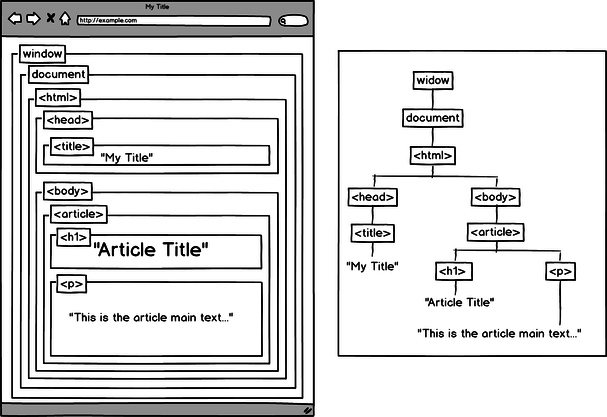 My Title
http://example.com
window
document
<html>
<head>
<title>
"My Title"
<body>
<article>
<h1>
"Article Title"
<p>
"This is the article main text..."
widow
document
<html>
<head>
<body>
<title>
<article>
"My Title"
<h1>
<p>
"Article Title"
"This is the article main text..."